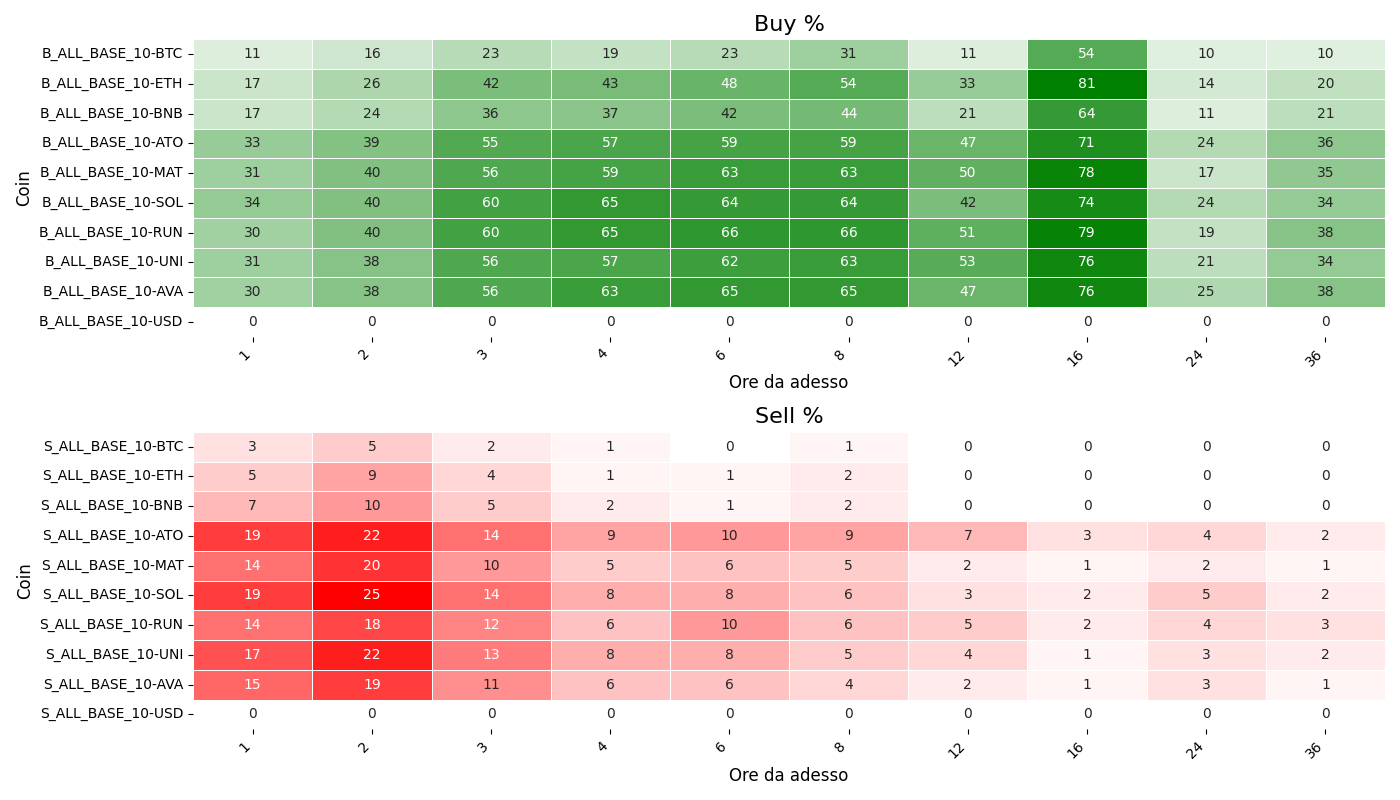 Buy %
Coin
B_ALL_BASE_10-BTC 11 16 23 19 23 31 11 54 10 10
B_ALL_BASE_10-ETH 17 26 42 43 48 54 33 81 14 20
B_ALL_BASE_10-BNB 17 24 36 37 42 44 21 64 11 21
B_ALL_BASE_10-ATO 33 39 55 57 59 59 47 71 24 36
B_ALL_BASE_10-MAT 31 40 56 59 63 63 50 78 17 35
B_ALL_BASE_10-SOL 34 40 60 65 64 64 42 74 24 34
B_ALL_BASE_10-RUN 30 40 60 65 66 66 51 79 19 38
B_ALL_BASE_10-UNI 31 38 56 57 62 63 53 76 21 34
B_ALL_BASE_10-AVA 30 38 56 63 65 65 47 76 25 38
B_ALL_BASE_10-USD 0 0 0 0 0 0 0 0 0 0
1 2 3 4 6 8 12 16 24 36
Ore da adesso
Sell %
Coin
S_ALL_BASE_10-BTC 3 5 2 1 0 1 0 0 0 0
S_ALL_BASE_10-ETH 5 9 4 1 1 2 0 0 0 0
S_ALL_BASE_10-BNB 7 10 5 2 1 2 0 0 0 0
S_ALL_BASE_10-ATO 19 22 14 9 10 9 7 3 4 2
S_ALL_BASE_10-MAT 14 20 10 5 6 5 2 1 2 1
S_ALL_BASE_10-SOL 19 25 14 8 8 6 3 2 5 2
S_ALL_BASE_10-RUN 14 18 12 6 10 6 5 2 4 3
S_ALL_BASE_10-UNI 17 22 13 8 8 5 4 1 3 2
S_ALL_BASE_10-AVA 15 19 11 6 6 4 2 1 3 1
S_ALL_BASE_10-USD 0 0 0 0 0 0 0 0 0 0
1 2 3 4 6 8 12 16 24 36
Ore da adesso